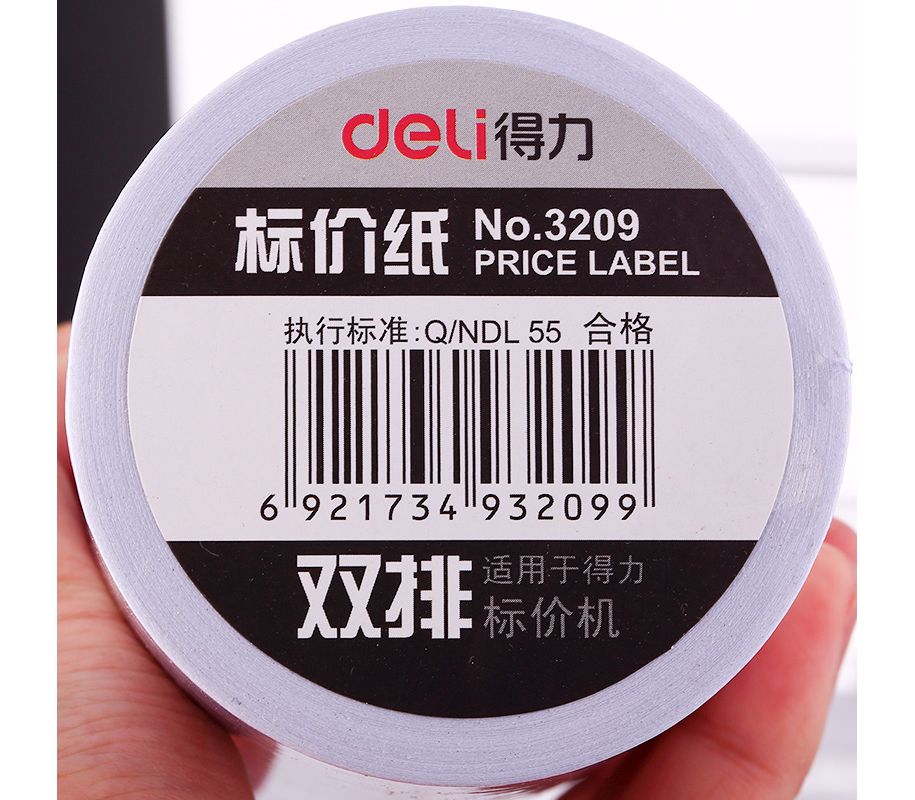 deli得力
标价纸 No.3209
PRICE LABEL
执行标准:Q/NDL 55 合格
6 921734 932099
双排 适用于得力
标价机